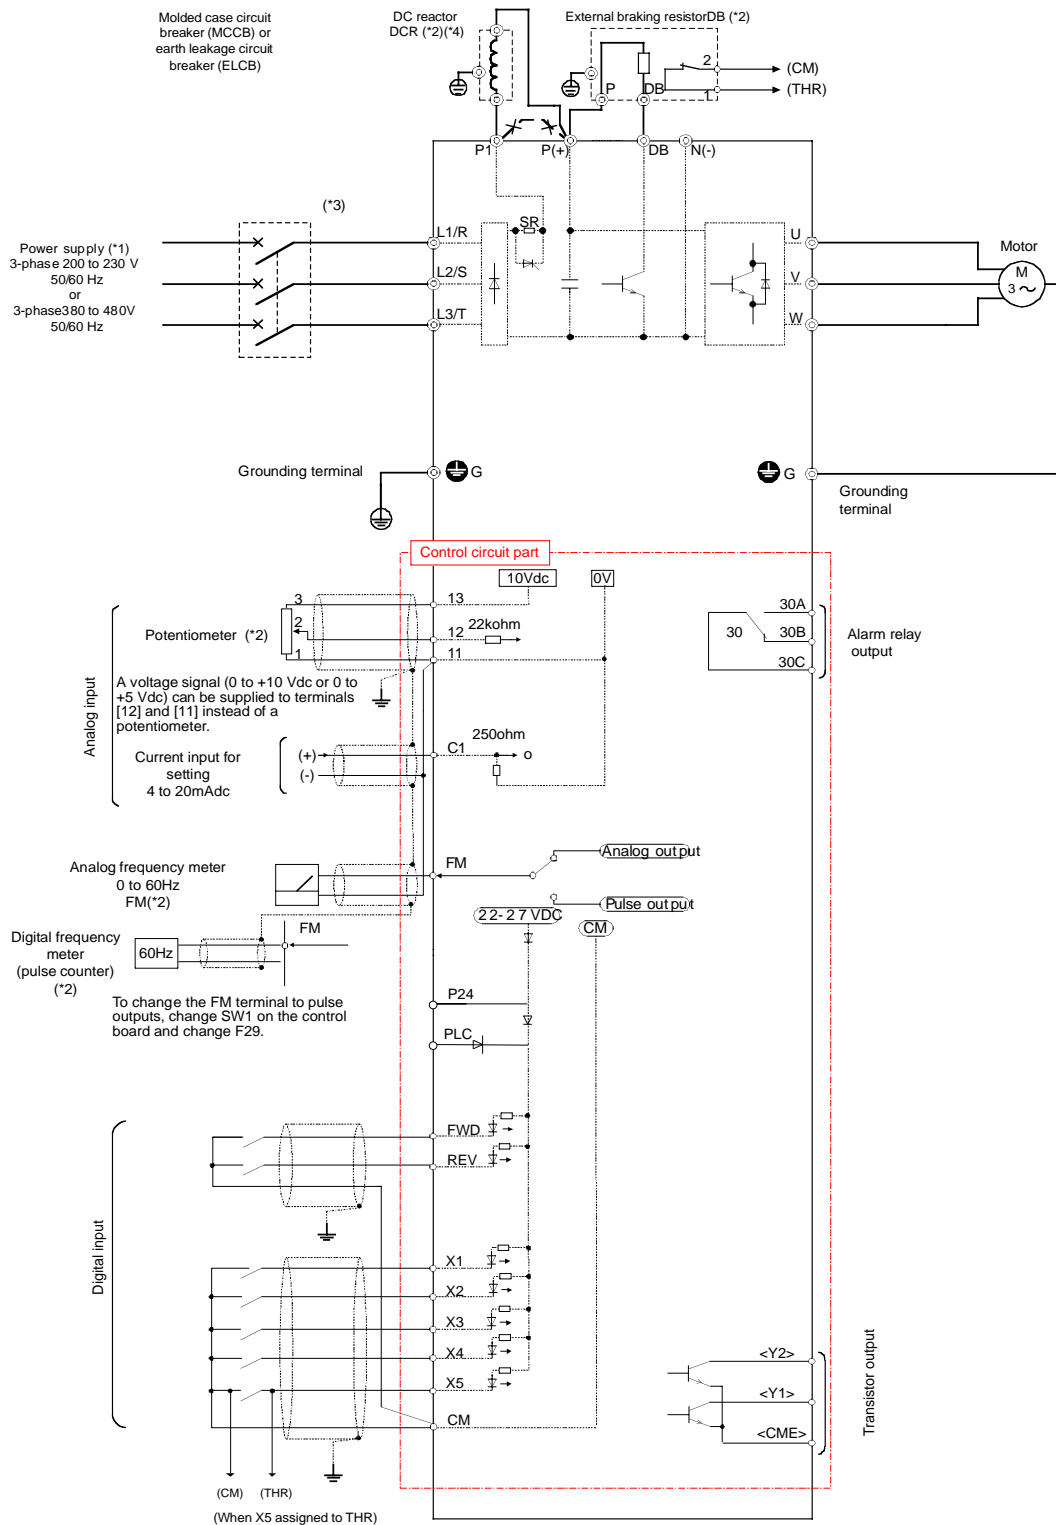 Molded case circuit
breaker (MCCB) or
earth leakage circuit
breaker (ELCB)
DC reactor
DCR (*2)(*4)
External braking resistorDB (*2)
P
DB
2
1
(CM)
(THR)
P1
P(+)
DB
N(-)
(*3)
Power supply (*1)
3-phase 200 to 230 V
50/60 Hz
or
3-phase380 to 480V
50/60 Hz
L1/R
L2/S
L3/T
SR
U
V
W
Motor
M
3
Grounding terminal
G
G
Grounding
terminal
Control circuit part
10Vdc
0V
Analog input
Potentiometer (*2)
3
2
1
13
12
11
22kohm
A voltage signal (0 to +10 Vdc or 0 to
+5 Vdc) can be supplied to terminals
[12] and [11] instead of a
potentiometer.
Current input for
setting
4 to 20mAdc
(+)
(-)
C1
250ohm
o
30
30A
30B
30C
Alarm relay
output
Analog frequency meter
0 to 60Hz
FM(*2)
FM
Analog output
Pulse output
22-27 VDC
CM
Digital frequency
meter
(pulse counter)
(*2)
60Hz
FM
To change the FM terminal to pulse
outputs, change SW1 on the control
board and change F29.
P24
PLC
Digital input
FWD
REV
X1
X2
X3
X4
X5
CM
(CM)
(THR)
(When X5 assigned to THR)
<Y2>
<Y1>
<CME>
Transistor output